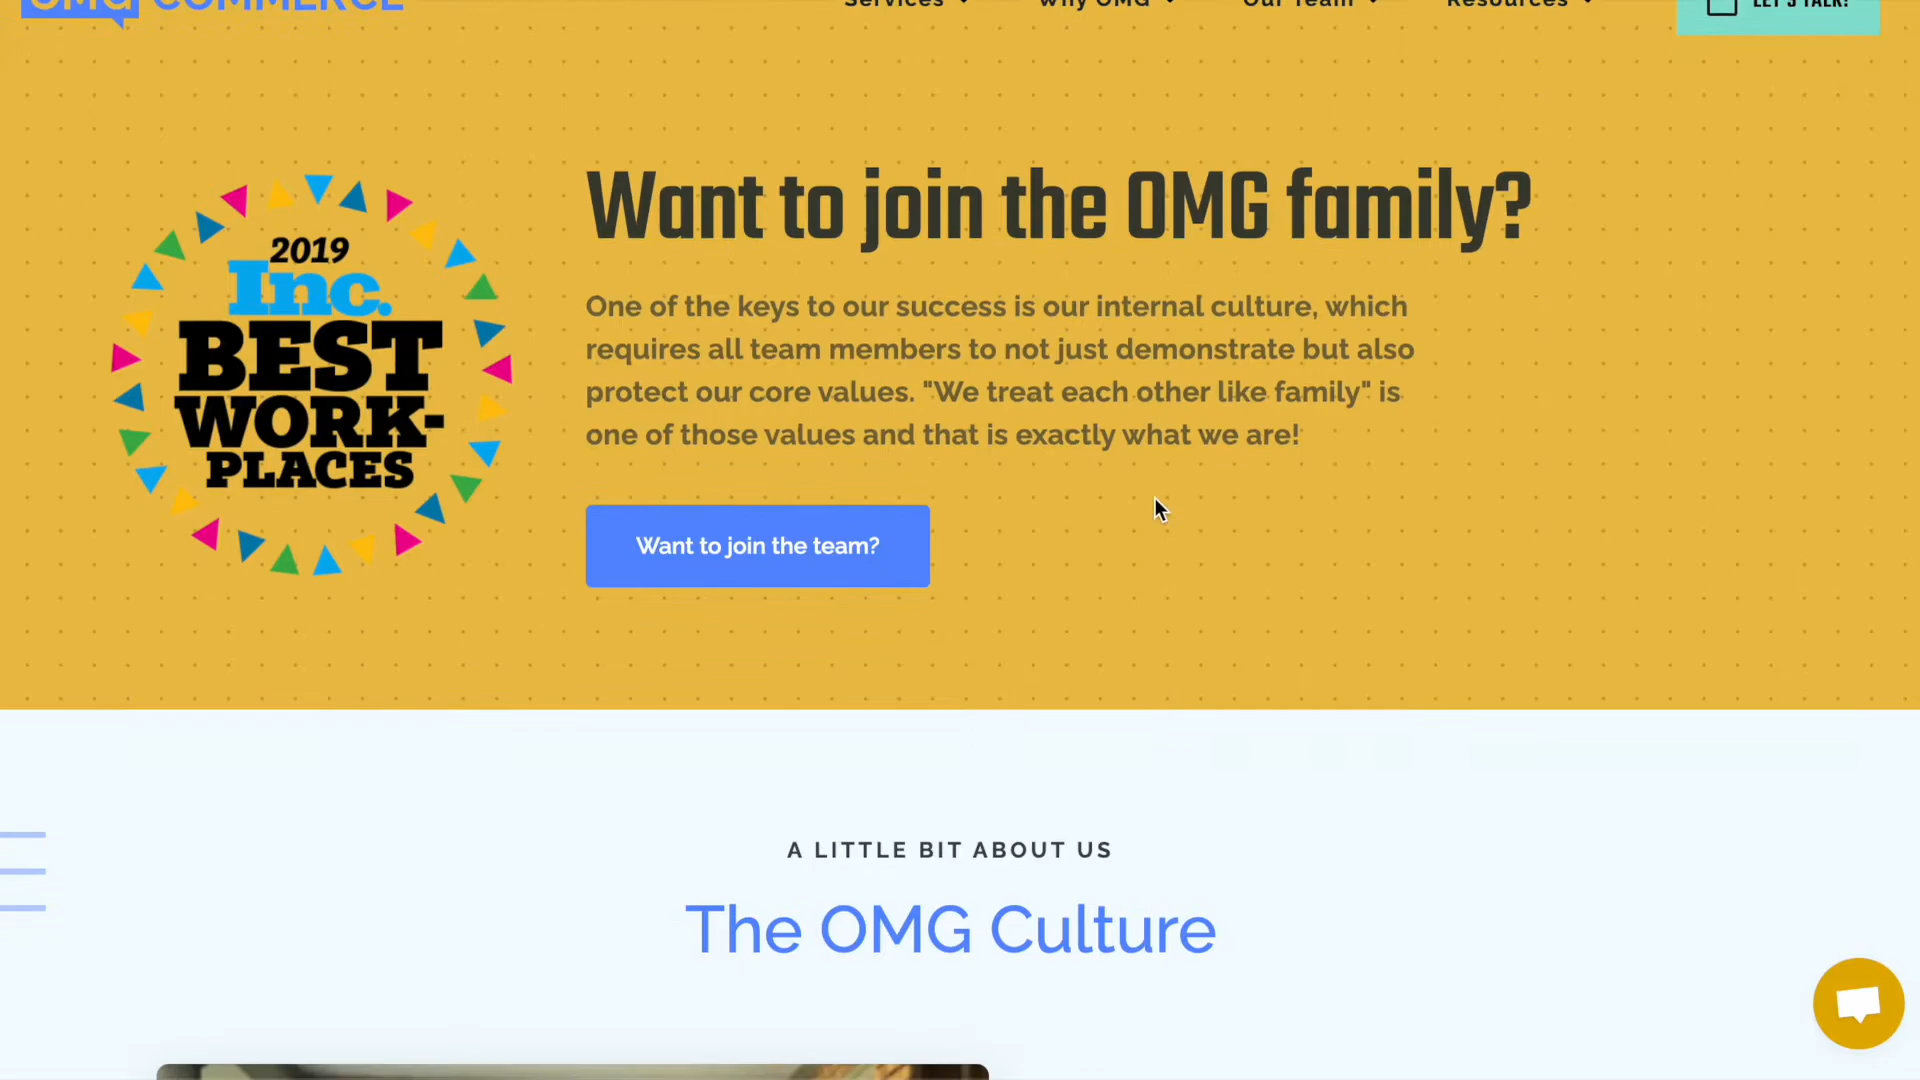 OMG COMMERCE
Services
Why OMG
Our Team
Resources
LET'S TALK!
2019
Inc.
BEST
WORK-
PLACES
Want to join the OMG family?
One of the keys to our success is our internal culture, which
requires all team members to not just demonstrate but also
protect our core values. "We treat each other like family" is
one of those values and that is exactly what we are!
Want to join the team?
A LITTLE BIT ABOUT US
The OMG Culture